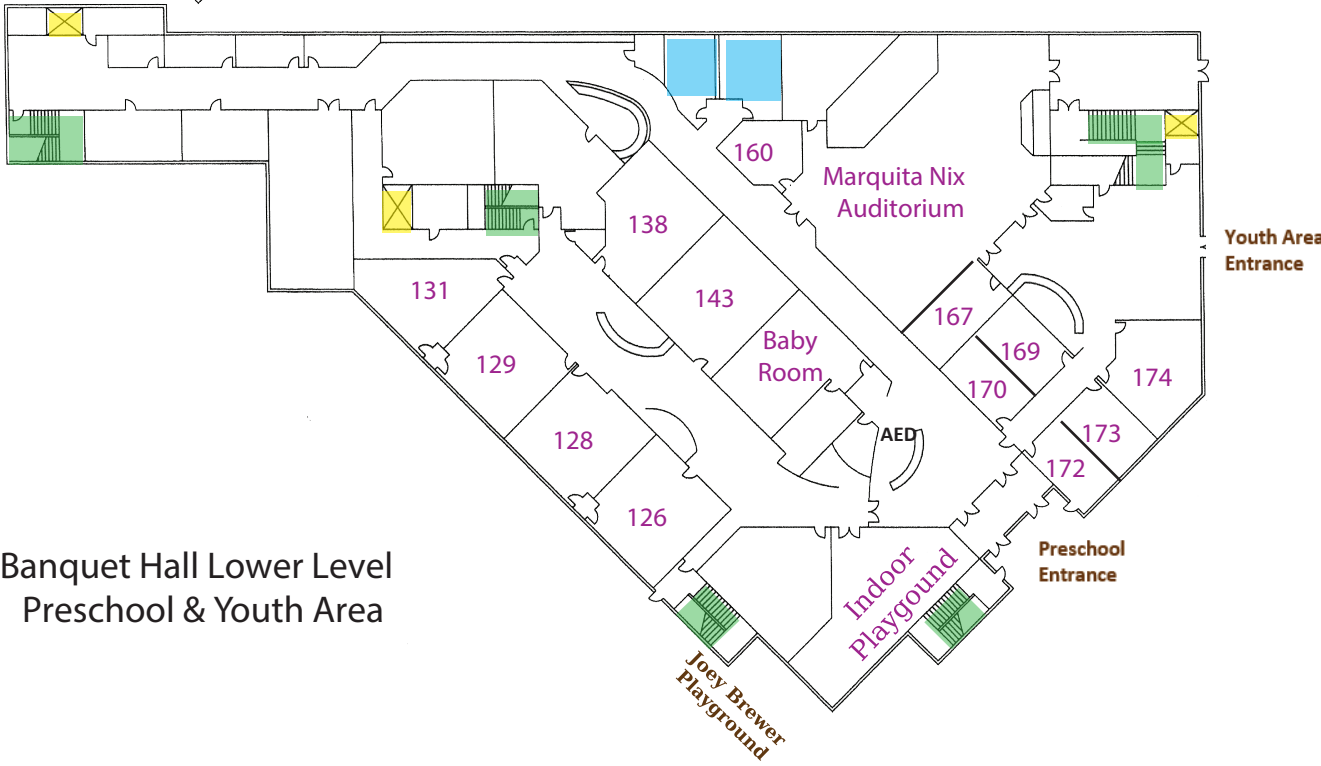 160
Marquita Nix
Auditorium
138
Youth Area
Entrance
131
143
167
129
Baby
Room
169
170
174
128
AED
173
172
126
Banquet Hall Lower Level
Preschool & Youth Area
Preschool
Entrance
Indoor
Playgound
Joey Brewer
Playground